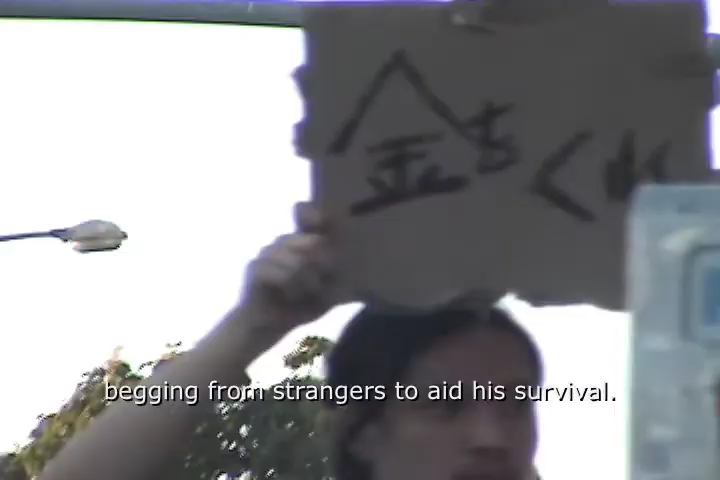 金をくれ
begging from strangers to aid his survival.